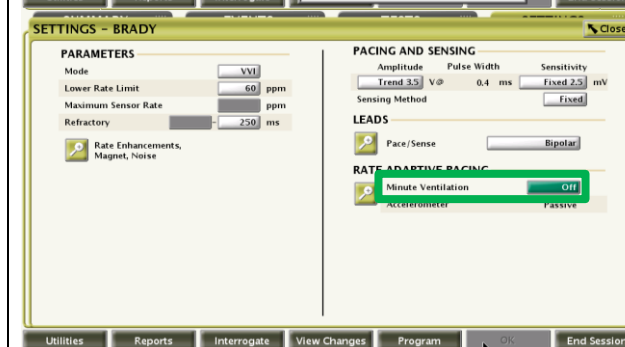 SETTINGS - BRADY
Close
PARAMETERS
Mode VVI
Lower Rate Limit 60 ppm
Maximum Sensor Rate ppm
Refractory - 250 ms
Rate Enhancements,
Magnet, Noise
PACING AND SENSING
Amplitude Pulse Width Sensitivity
Trend 3.5 V@ 0.4 ms Fixed 2.5 mV
Sensing Method Fixed
LEADS
Pace/Sense Bipolar
RATE ADAPTIVE PACING
Minute Ventilation Off
Accelerometer Passive
Utilities Reports Interrogate View Changes Program OK End Session